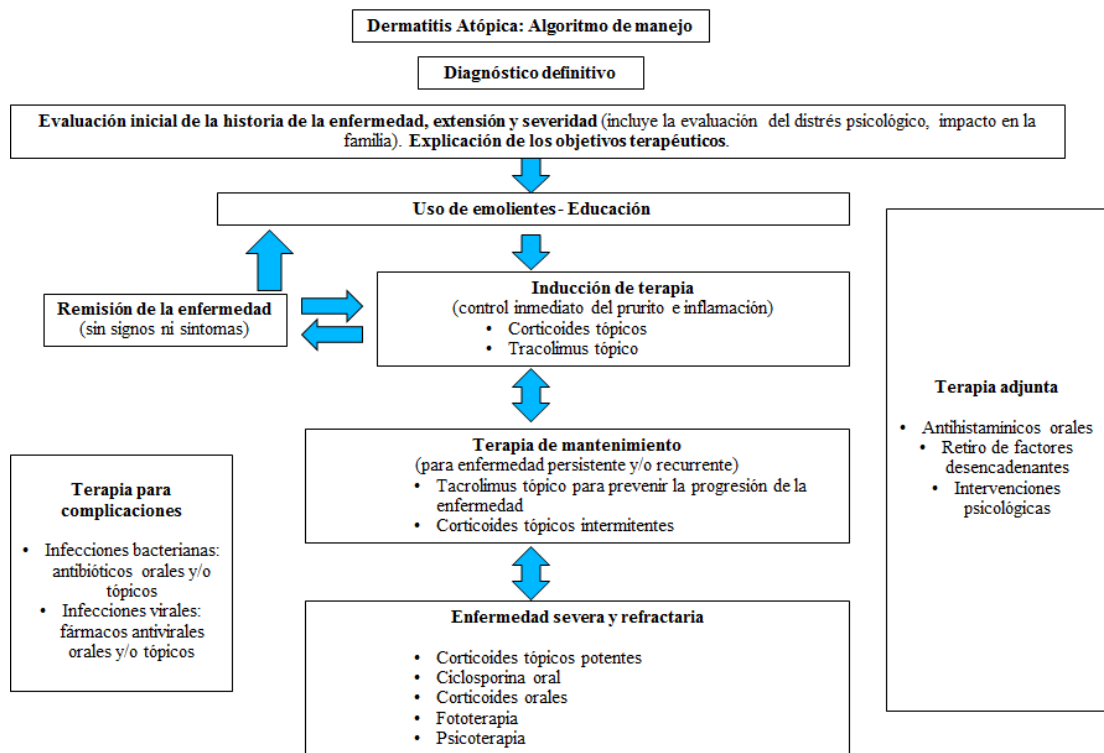 Dermatitis Atópica: Algoritmo de manejo
Diagnóstico definitivo
Evaluación inicial de la historia de la enfermedad, extensión y severidad (incluye la evaluación del distrés psicológico, impacto en la
familia). Explicación de los objetivos terapéuticos.
Uso de emolientes- Educación
Remisión de la enfermedad
(sin signos ni síntomas)
Inducción de terapia
(control inmediato del prurito e inflamación)
• Corticoides tópicos
• Tracolimus tópico
Terapia de mantenimiento
(para enfermedad persistente y/o recurrente)
• Tacrolimus tópico para prevenir la progresión de la
enfermedad
• Corticoides tópicos intermitentes
Terapia para
complicaciones
• Infecciones bacterianas:
antibióticos orales y/o
tópicos
• Infecciones virales:
fármacos antivirales
orales y/o tópicos
Enfermedad severa y refractaria
• Corticoides tópicos potentes
• Ciclosporina oral
• Corticoides orales
• Fototerapia
• Psicoterapia
Terapia adjunta
• Antihistamínicos orales
• Retiro de factores
desencadenantes
• Intervenciones
psicológicas